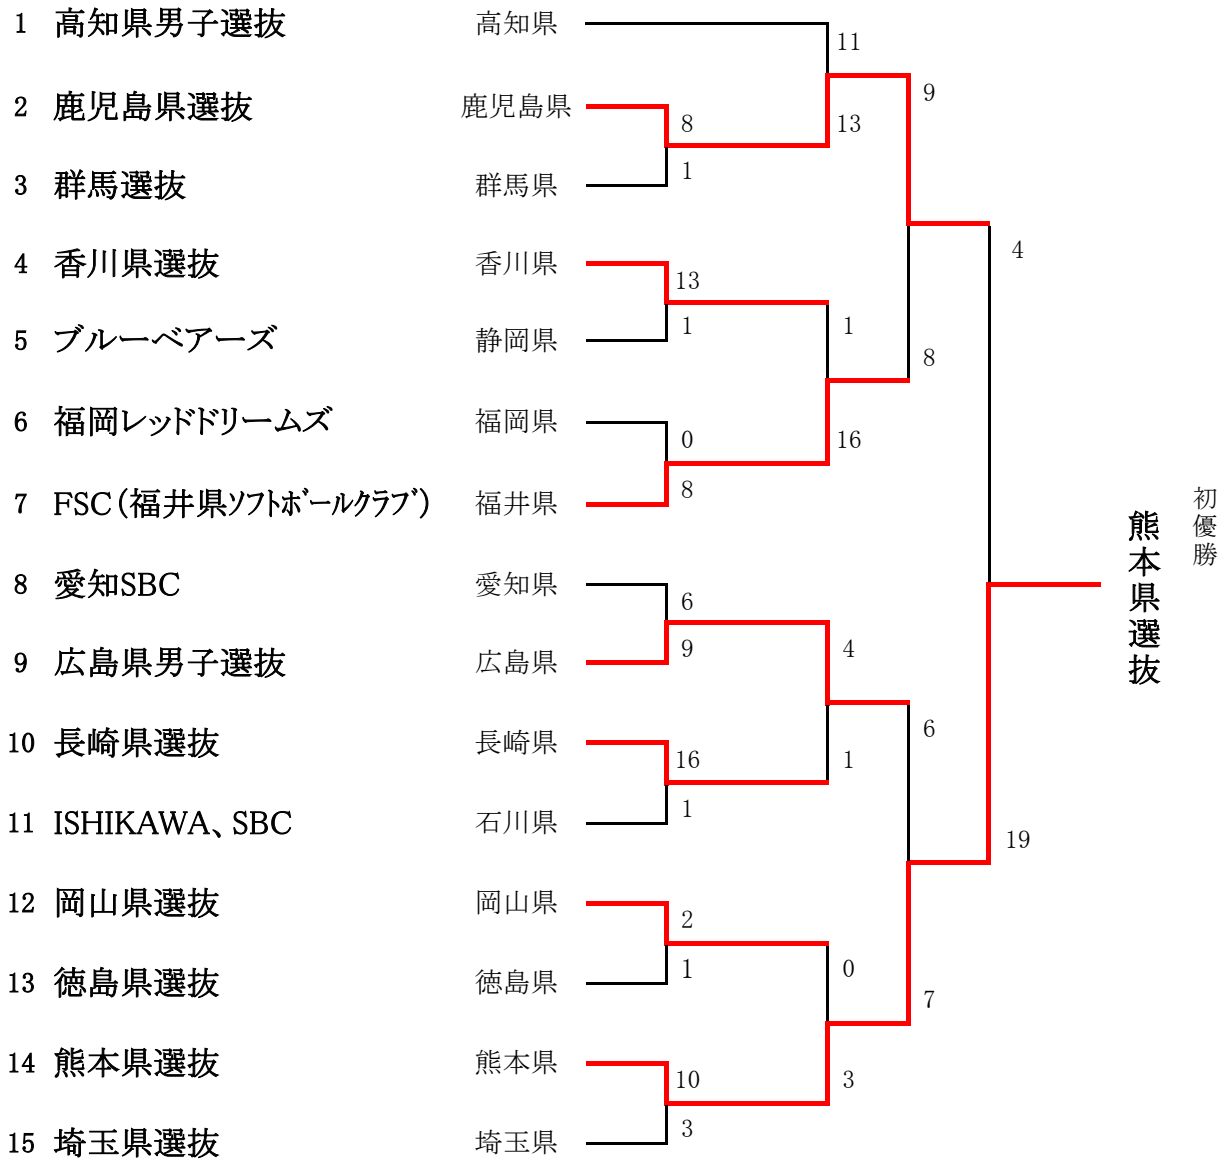 1 高知県男子選抜 高知県
11
9
2 鹿児島県選抜 鹿児島県
8
13
1
3 群馬選抜 群馬県
4
4 香川県選抜 香川県
13
1
1
5 ブルーベアーズ 静岡県
8
6 福岡レッドドリームズ 福岡県
0
16
8
7 FSC(福井県ソフトボールクラブ) 福井県
初優勝
熊本県選抜
8 愛知SBC 愛知県
6
9
4
9 広島県男子選抜 広島県
6
10 長崎県選抜 長崎県
16
1
1
11 ISHIKAWA、SBC 石川県
19
12 岡山県選抜 岡山県
2
1
0
13 徳島県選抜 徳島県
7
14 熊本県選抜 熊本県
10
3
3
15 埼玉県選抜 埼玉県